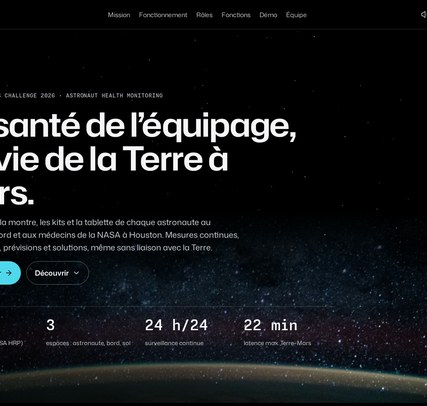 Mission Fonctionnement Rôles Fonctions Démo Équipe
CHALLENGE 2026 · ASTRONAUT HEALTH MONITORING
santé de l'équipage,
vie de la Terre à
rs.
la montre, les kits et la tablette de chaque astronaute au
ord et aux médecins de la NASA à Houston. Mesures continues,
, prévisions et solutions, même sans liaison avec la Terre.
→ Découvrir
3 24 h/24 22 min
SA HRP) espaces : astronaute, bord, sol surveillance continue latence max. Terre-Mars